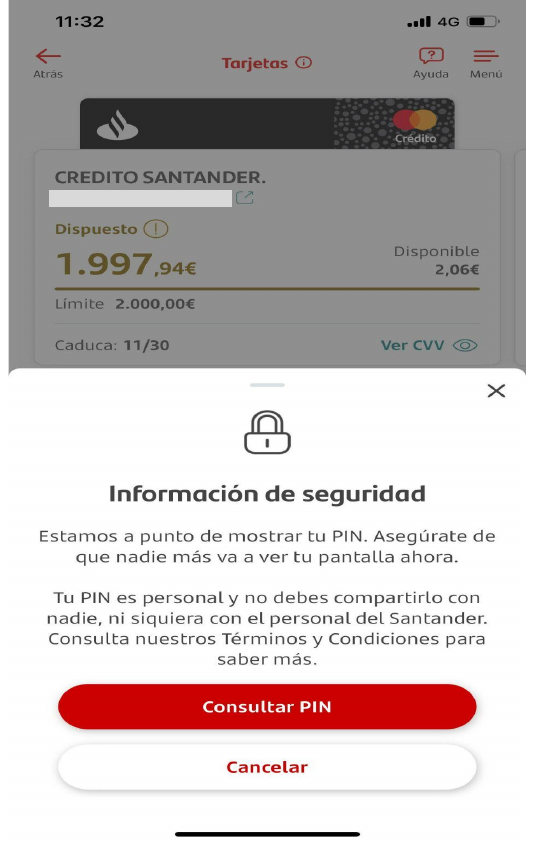 11:32
4G
Tarjetas
Atrás
Ayuda
Menú
Crédito
CREDITO SANTANDER.
Dispuesto
1.997,94€
Disponible
2,06€
Límite 2.000,00€
Caduca: 11/30
Ver CVV
Información de seguridad
Estamos a punto de mostrar tu PIN. Asegúrate de
que nadie más va a ver tu pantalla ahora.
Tu PIN es personal y no debes compartirlo con
nadie, ni siquiera con el personal del Santander.
Consulta nuestros Términos y Condiciones para
saber más.
Consultar PIN
Cancelar